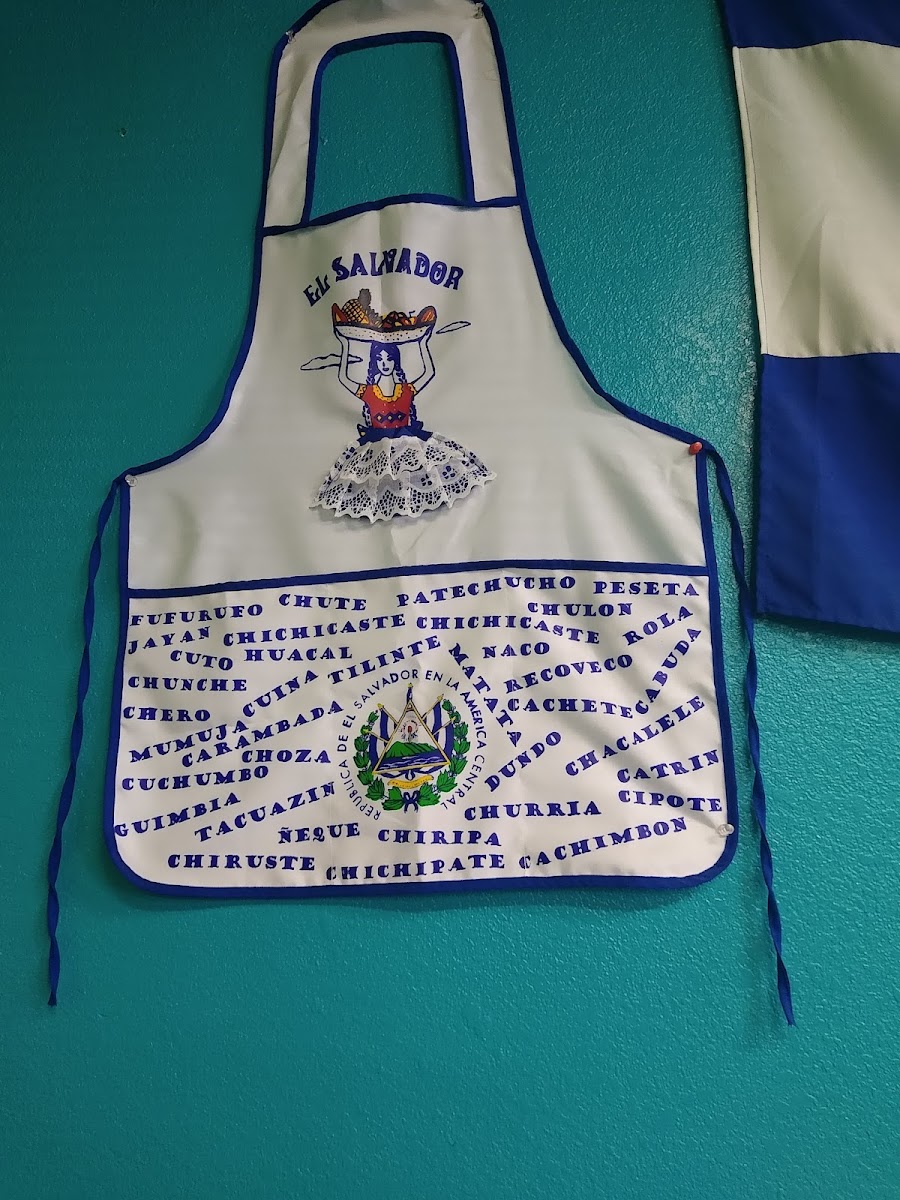 EL SALVADOR
FUFURUFO CHUTE PATECHUCHO PESETA
JAYAN CHICHICASTE CHICHICASTE CHULON ROLA
CUTO HUACAL TILINTE MATATA NACO
CHUNCHE CUINA RECOVECO CABUDA
CHERO CARAMBADA CACHETE
MUMUJA CHOZA DUNDO CHACALELE
CUCHUMBO CATRIN
GUIMBIA TACUAZIN CHURRIA CIPOTE
ÑEQUE CHIRIPA CACHIMBON
CHIRUSTE CHICHIPATE
REPUBLICA DE EL SALVADOR EN LA AMERICA CENTRAL